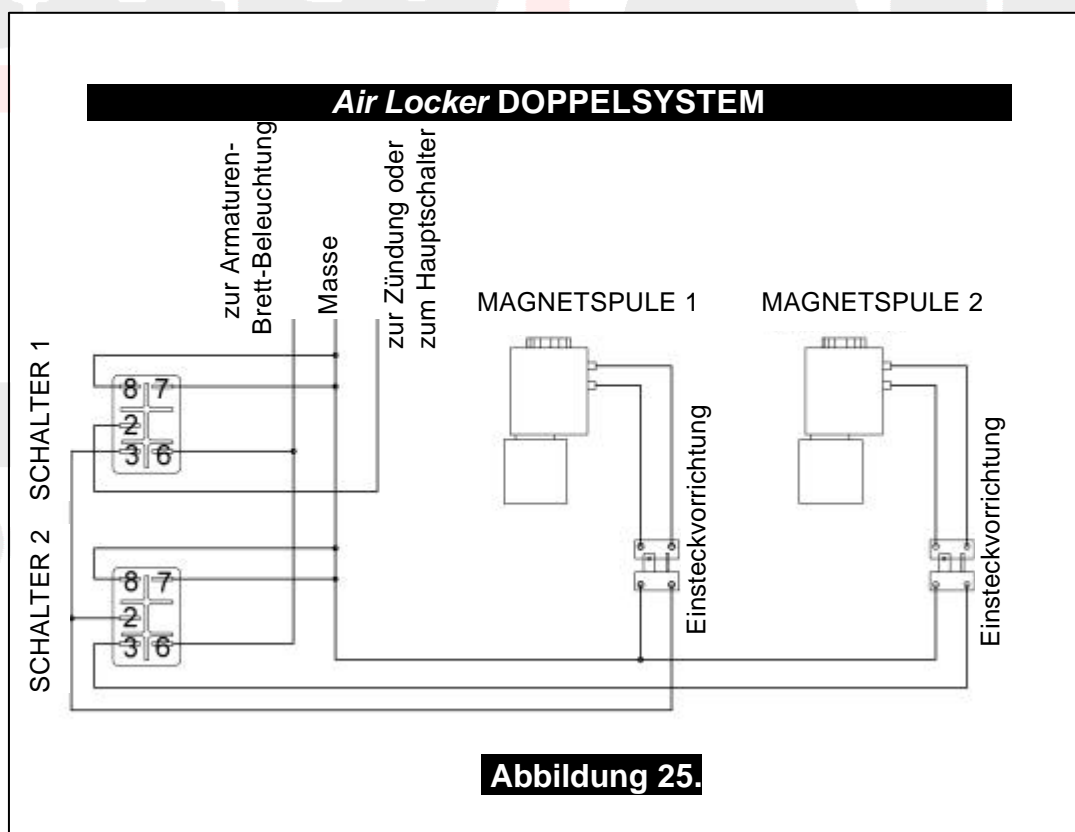 Air Locker DOPPELSYSTEM
zur Armaturen-
Brett-Beleuchtung
Masse
zur Zündung oder
zum Hauptschalter
MAGNETSPULE 1
MAGNETSPULE 2
SCHALTER 1
8 7
2
3 6
Einsteckvorrichtung
Einsteckvorrichtung
SCHALTER 2
8 7
2
3 6
Abbildung 25.